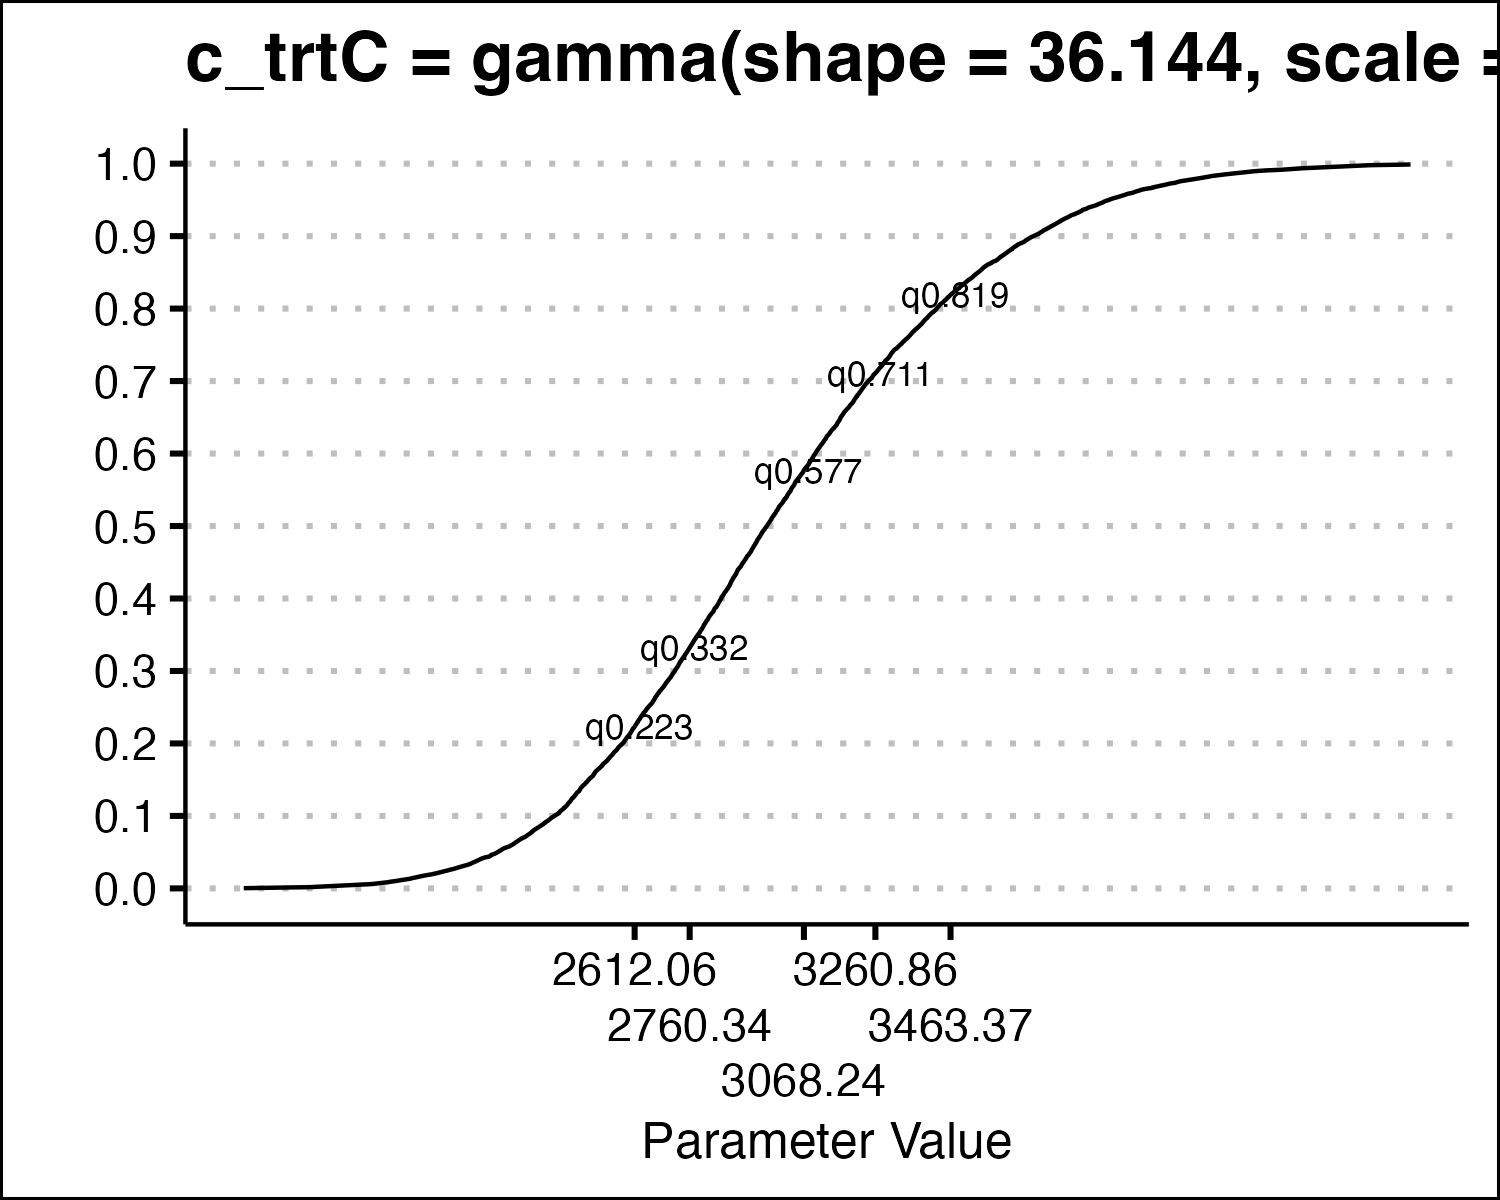 c_trtC = gamma(shape = 36.144, scale =
1.0
0.9
0.8
0.7
0.6
0.5
0.4
0.3
0.2
0.1
0.0
q0.819
q0.711
q0.577
q0.332
q0.223
2612.06 3260.86
2760.34 3463.37
3068.24
Parameter Value